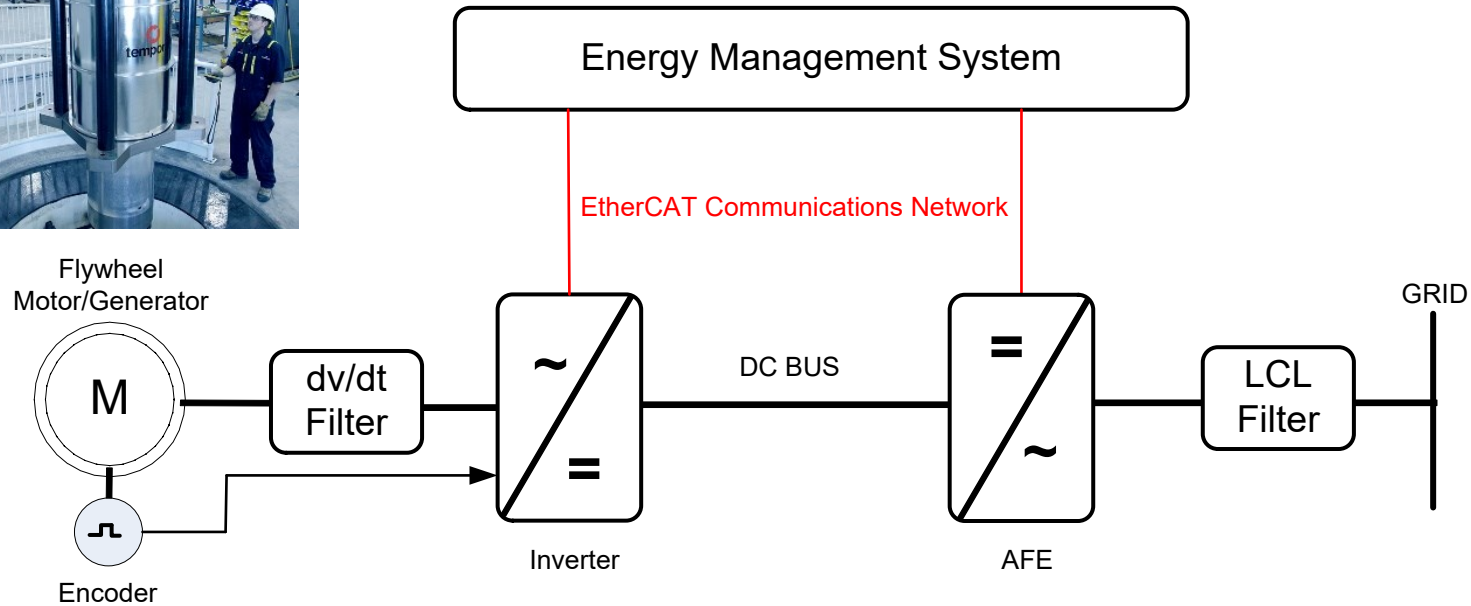 Energy Management System
EtherCAT Communications Network
Flywheel
Motor/Generator
GRID
M
dv/dt
Filter
~
=
DC BUS
=
~
LCL
Filter
Inverter
AFE
Encoder